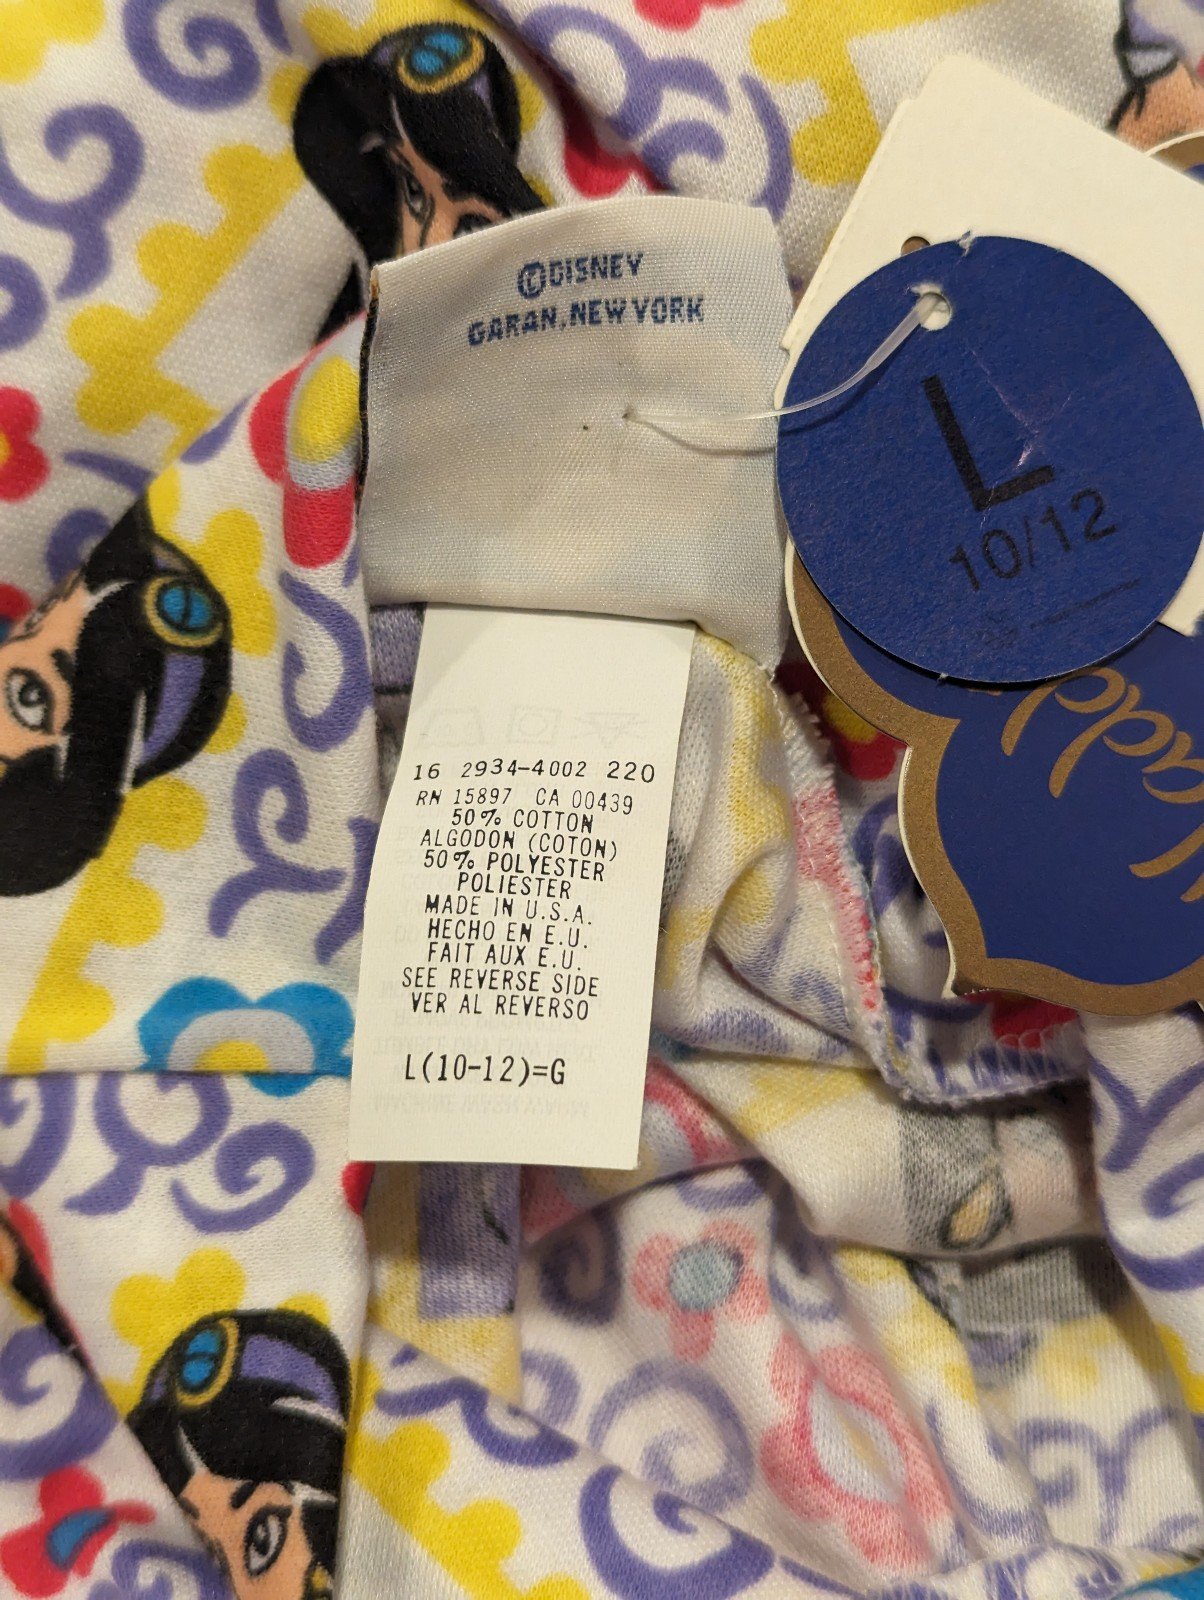 ©DISNEY
GARAN, NEW YORK
L
10/12
16 2934-4002 220
RN 15897 CA 00439
50% COTTON
ALGODON (COTON)
50% POLYESTER
POLIESTER
MADE IN U.S.A.
HECHO EN E.U.
FAIT AUX E.U.
SEE REVERSE SIDE
VER AL REVERSO
L(10-12)=G